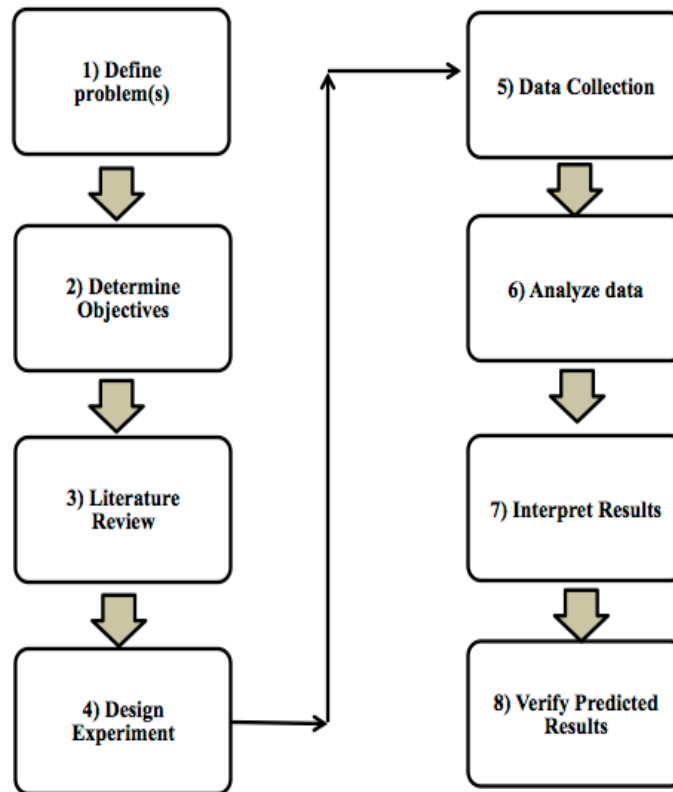 1) Define
problem(s)
2) Determine
Objectives
3) Literature
Review
4) Design
Experiment
5) Data Collection
6) Analyze data
7) Interpret Results
8) Verify Predicted
Results